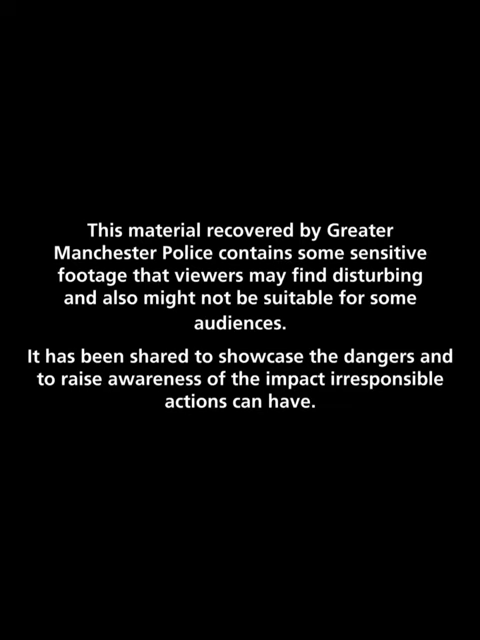 This material recovered by Greater
Manchester Police contains some sensitive
footage that viewers may find disturbing
and also might not be suitable for some
audiences.
It has been shared to showcase the dangers and
to raise awareness of the impact irresponsible
actions can have.